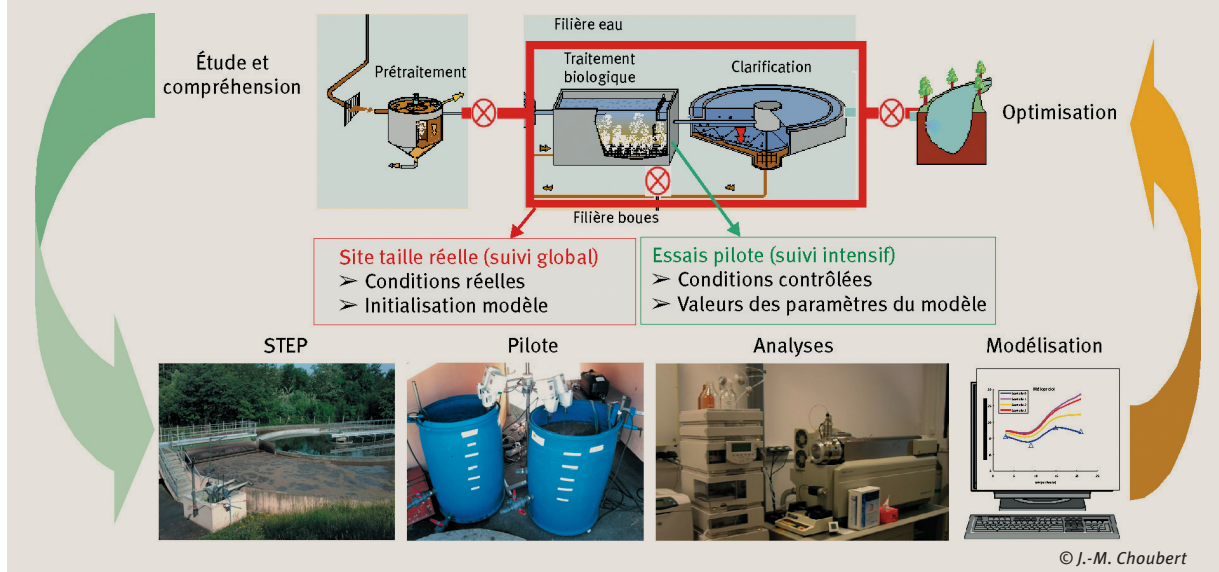 Filière eau
Étude et
compréhension
Prétraitement
Traitement
biologique
Clarification
Optimisation
Filière boues
Site taille réelle (suivi global)
➢ Conditions réelles
➢ Initialisation modèle
Essais pilote (suivi intensif)
➢ Conditions contrôlées
➢ Valeurs des paramètres du modèle
STEP
Pilote
Analyses
Modélisation
© J.-M. Choubert